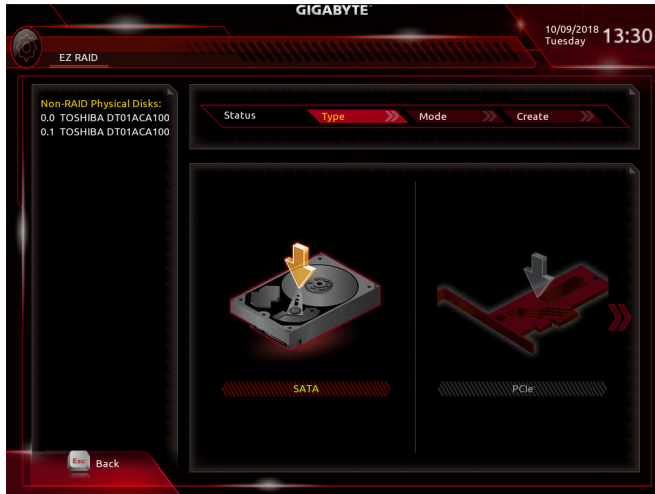 GIGABYTE
10/09/2018 13:30
Tuesday
EZ RAID
Non-RAID Physical Disks:
0.0 TOSHIBA DT01ACA100
0.1 TOSHIBA DT01ACA100
Status Type Mode Create
SATA PCIe
Esc Back